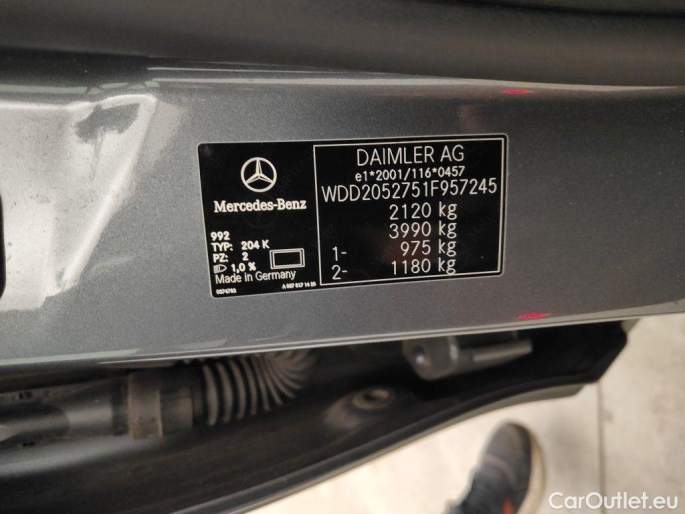 Mercedes-Benz
992
TYP: 204 K
PZ: 2
1,0 %
Made in Germany
DAIMLER AG
e1*2001/116*0457
WDD2052751F957245
2120 kg
3990 kg
1- 975 kg
2- 1180 kg
CarOutlet.eu